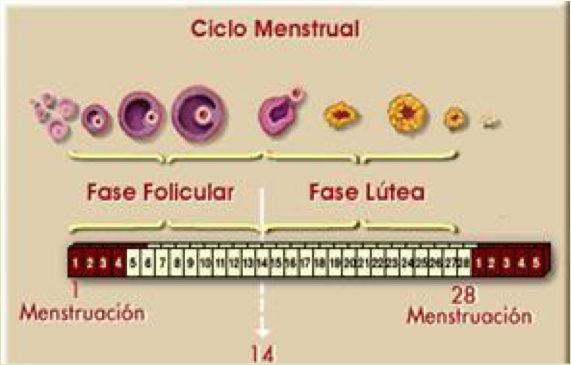 Ciclo Menstrual
Fase Folicular Fase Lútea
1 2 3 4 5 6 7 8 9 10 11 12 13 14 15 16 17 18 19 20 21 22 23 24 25 26 27 28 1 2 3 4 5
1
Menstruación
28
Menstruación
14